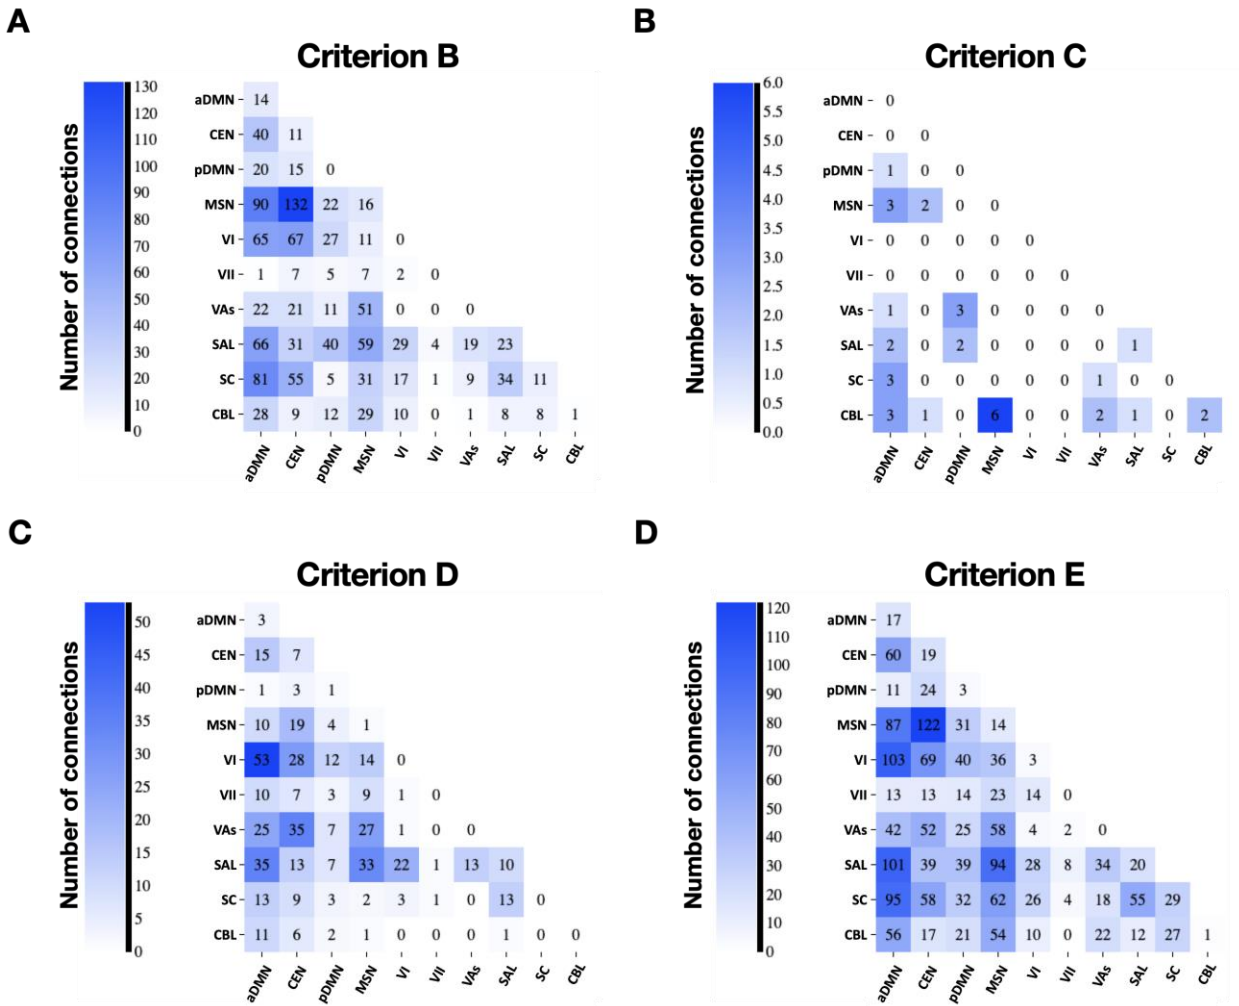 A
Criterion B
Number of connections
130
120
110
100
90
80
70
60
50
40
30
20
10
0
aDMN 14
CEN 40 11
pDMN 20 15 0
MSN 90 132 22 16
VI 65 67 27 11 0
VII 1 7 5 7 2 0
VAs 22 21 11 51 0 0 0
SAL 66 31 40 59 29 4 19 23
SC 81 55 5 31 17 1 9 34 11
CBL 28 9 12 29 10 0 1 8 8 1
aDMN CEN pDMN MSN VI VII VAs SAL SC CBL
B
Criterion C
Number of connections
6.0
5.5
5.0
4.5
4.0
3.5
3.0
2.5
2.0
1.5
1.0
0.5
0.0
aDMN 0
CEN 0 0
pDMN 1 0 0
MSN 3 2 0 0
VI 0 0 0 0 0
VII 0 0 0 0 0 0
VAs 1 0 3 0 0 0 0
SAL 2 0 2 0 0 0 0 1
SC 3 0 0 0 0 0 1 0 0
CBL 3 1 0 6 0 0 2 1 0 2
aDMN CEN pDMN MSN VI VII VAs SAL SC CBL
C
Criterion D
Number of connections
50
45
40
35
30
25
20
15
10
5
0
aDMN 3
CEN 15 7
pDMN 1 3 1
MSN 10 19 4 1
VI 53 28 12 14 0
VII 10 7 3 9 1 0
VAs 25 35 7 27 1 0 0
SAL 35 13 7 33 22 1 13 10
SC 13 9 3 2 3 1 0 13 0
CBL 11 6 2 1 0 0 0 1 0 0
aDMN CEN pDMN MSN VI VII VAs SAL SC CBL
D
Criterion E
Number of connections
120
110
100
90
80
70
60
50
40
30
20
10
0
aDMN 17
CEN 60 19
pDMN 11 24 3
MSN 87 122 31 14
VI 103 69 40 36 3
VII 13 13 14 23 14 0
VAs 42 52 25 58 4 2 0
SAL 101 39 39 94 28 8 34 20
SC 95 58 32 62 26 4 18 55 29
CBL 56 17 21 54 10 0 22 12 27 1
aDMN CEN pDMN MSN VI VII VAs SAL SC CBL